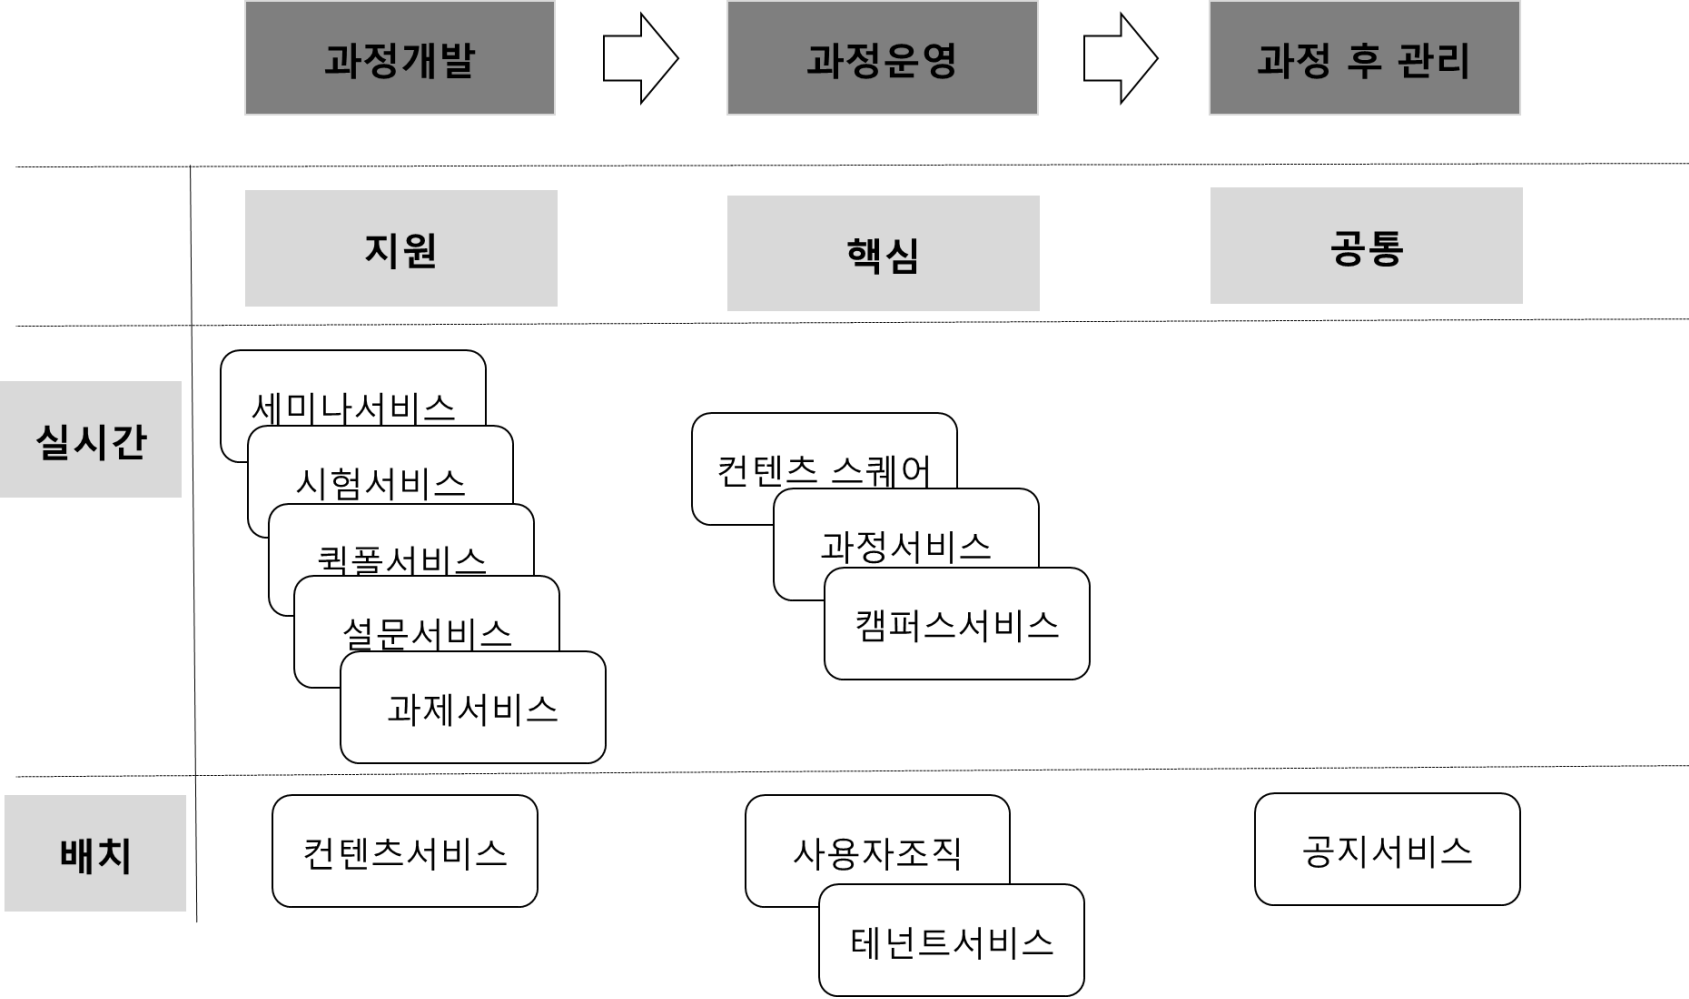 과정개발
과정운영
과정 후 관리
지원
핵심
공통
실시간
세미나서비스
시험서비스
퀵폴서비스
설문서비스
과제서비스
컨텐츠 스퀘어
과정서비스
캠퍼스서비스
배치
컨텐츠서비스
사용자조직
테넌트서비스
공지서비스